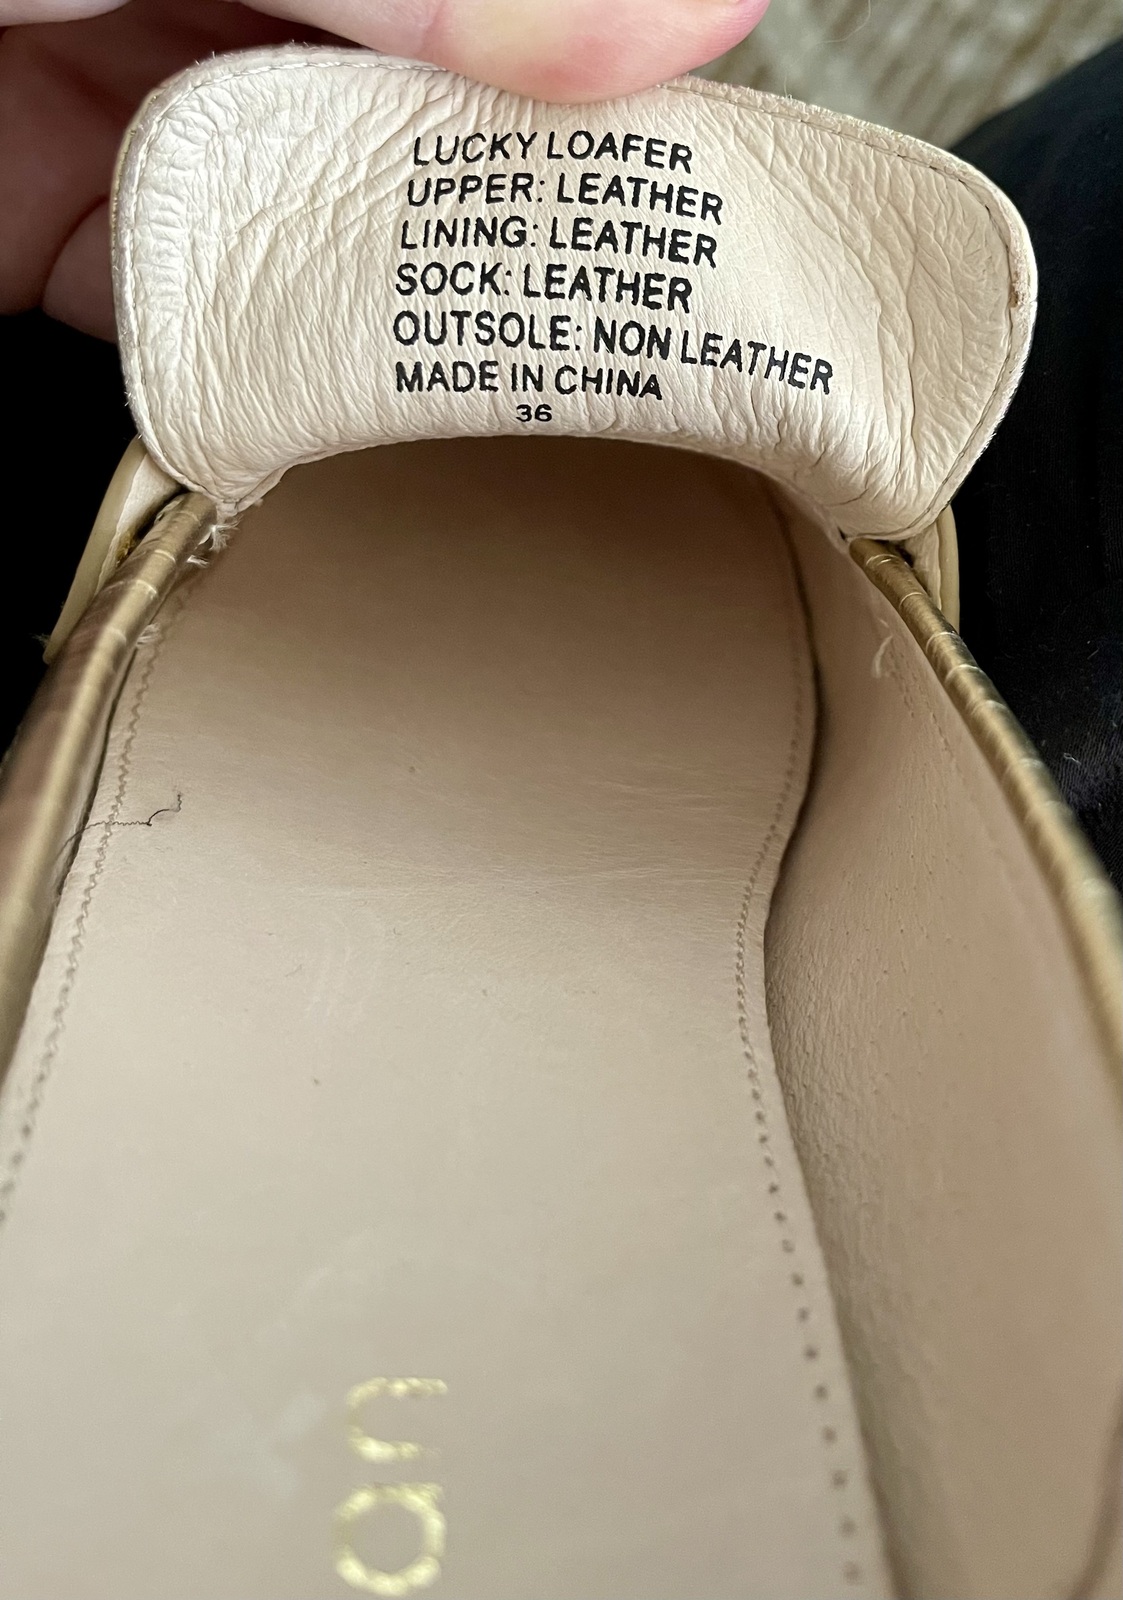 LUCKY LOAFER
UPPER: LEATHER
LINING: LEATHER
SOCK: LEATHER
OUTSOLE: NON LEATHER
MADE IN CHINA
36